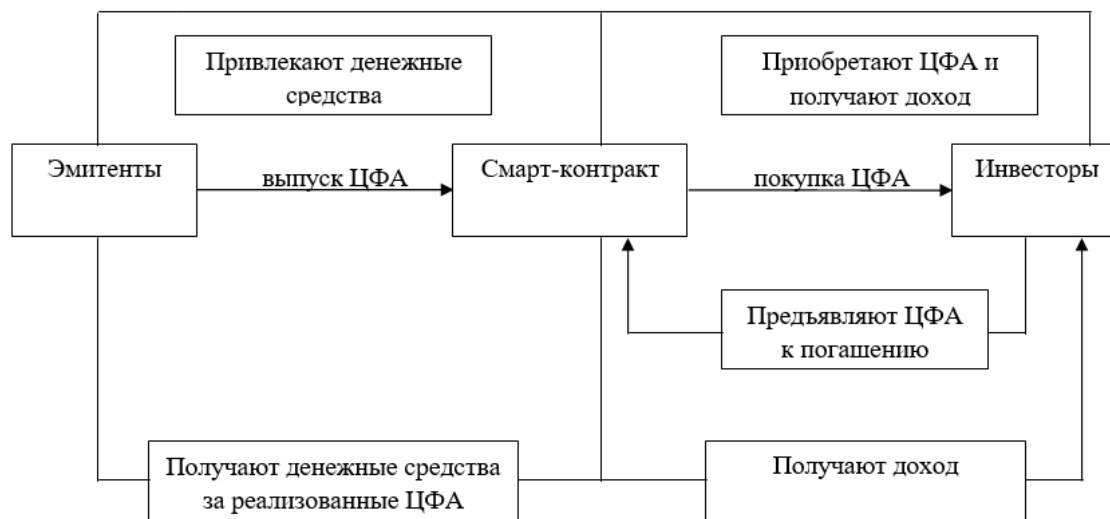 Привлекают денежные
средства
Приобретают ЦФА и
получают доход
Эмитенты
выпуск ЦФА
Смарт-контракт
покупка ЦФА
Инвесторы
Предъявляют ЦФА
к погашению
Получают денежные средства
за реализованные ЦФА
Получают доход